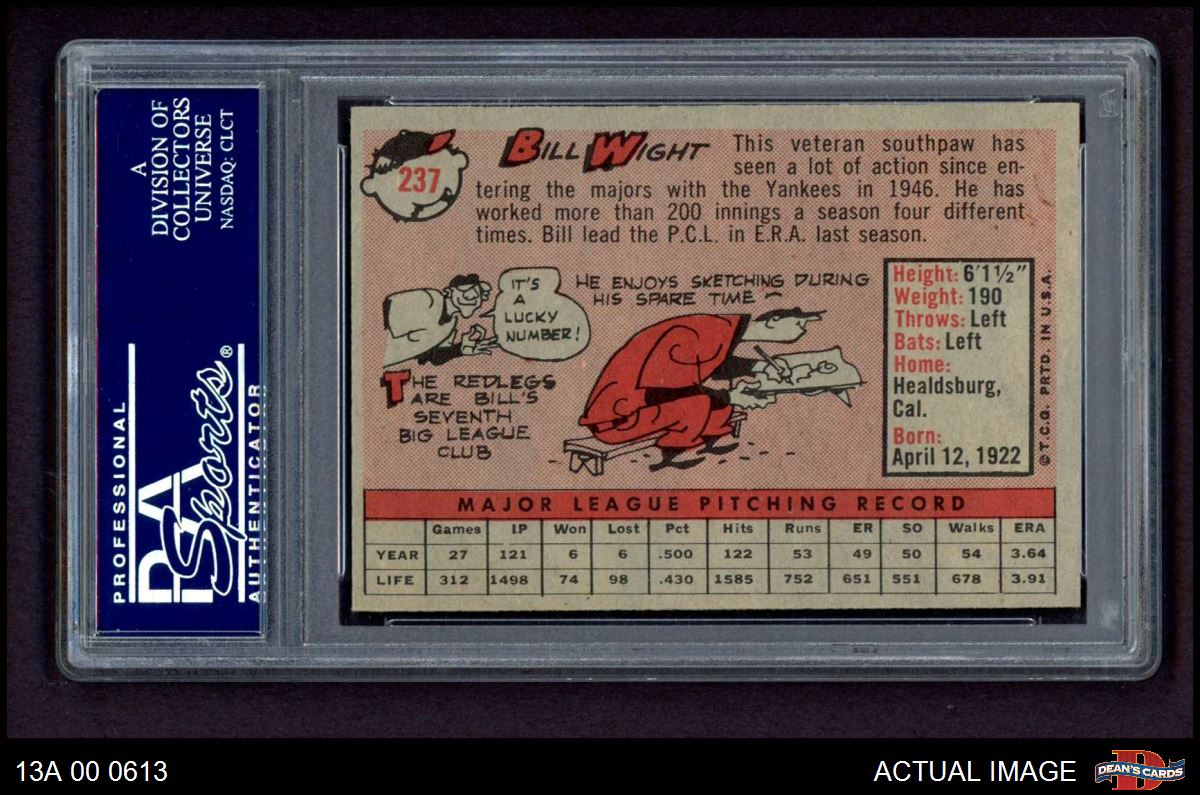 A
DIVISION OF
COLLECTORS
UNIVERSE
NASDAQ: CLCT
PROFESSIONAL
PSA
Sports®
AUTHENTICATOR
237
BILL WIGHT
This veteran southpaw has
seen a lot of action since en-
tering the majors with the Yankees in 1946. He has
worked more than 200 innings a season four different
times. Bill lead the P.C.L. in E.R.A. last season.
IT'S
A
LUCKY
NUMBER!
THE REDLEGS
ARE BILL'S
SEVENTH
BIG LEAGUE
CLUB
HE ENJOYS SKETCHING DURING
HIS SPARE TIME
Height: 6'1½"
Weight: 190
Throws: Left
Bats: Left
Home:
Healdsburg,
Cal.
Born:
April 12, 1922
© T.C.G. PRTD. IN U.S.A.
MAJOR LEAGUE PITCHING RECORD
Games IP Won Lost Pct Hits Runs ER SO Walks ERA
YEAR 27 121 6 6 .500 122 53 49 50 54 3.64
LIFE 312 1498 74 98 .430 1585 752 651 551 678 3.91
13A 00 0613
ACTUAL IMAGE
DEAN'S CARDS